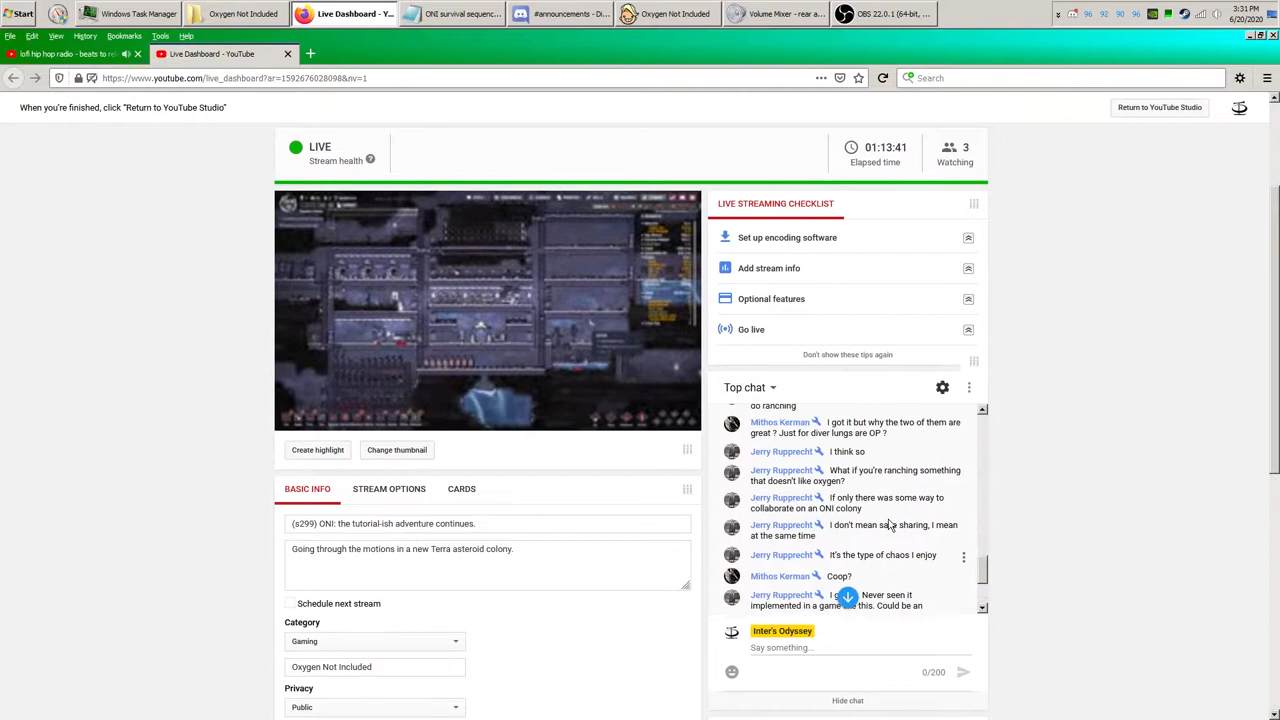 Start
Windows Task Manager
Oxygen Not Included
Live Dashboard - Y...
ONI survival sequenc...
#announcements - Di...
Oxygen Not Included
Volume Mixer - rear a...
OBS 22.0.1 (64-bit, ...
96
92
90
96
3:31 PM
6/20/2020
File Edit View History Bookmarks Tools Help
lofi hip hop radio - beats to rel
Live Dashboard - YouTube
https://www.youtube.com/live_dashboard?ar=1592676028098&nv=1
Search
When you're finished, click "Return to YouTube Studio"
Return to YouTube Studio
LIVE
Stream health
01:13:41
Elapsed time
3
Watching
LIVE STREAMING CHECKLIST
Set up encoding software
Add stream info
Optional features
Go live
Don't show these tips again
Top chat
do ranching
Mithos Kerman I got it but why the two of them are
great ? Just for diver lungs are OP ?
Jerry Rupprecht I think so
Jerry Rupprecht What if you're ranching something
that doesn't like oxygen?
Jerry Rupprecht If only there was some way to
collaborate on an ONI colony
Jerry Rupprecht I don't mean save sharing, I mean
at the same time
Jerry Rupprecht It's the type of chaos I enjoy
Mithos Kerman Coop?
Jerry Rupprecht I Never seen it
implemented in a game like this. Could be an
Inter's Odyssey
Say something...
0/200
Hide chat
Create highlight
Change thumbnail
BASIC INFO
STREAM OPTIONS
CARDS
(s299) ONI: the tutorial-ish adventure continues.
Going through the motions in a new Terra asteroid colony.
Schedule next stream
Category
Gaming
Oxygen Not Included
Privacy
Public